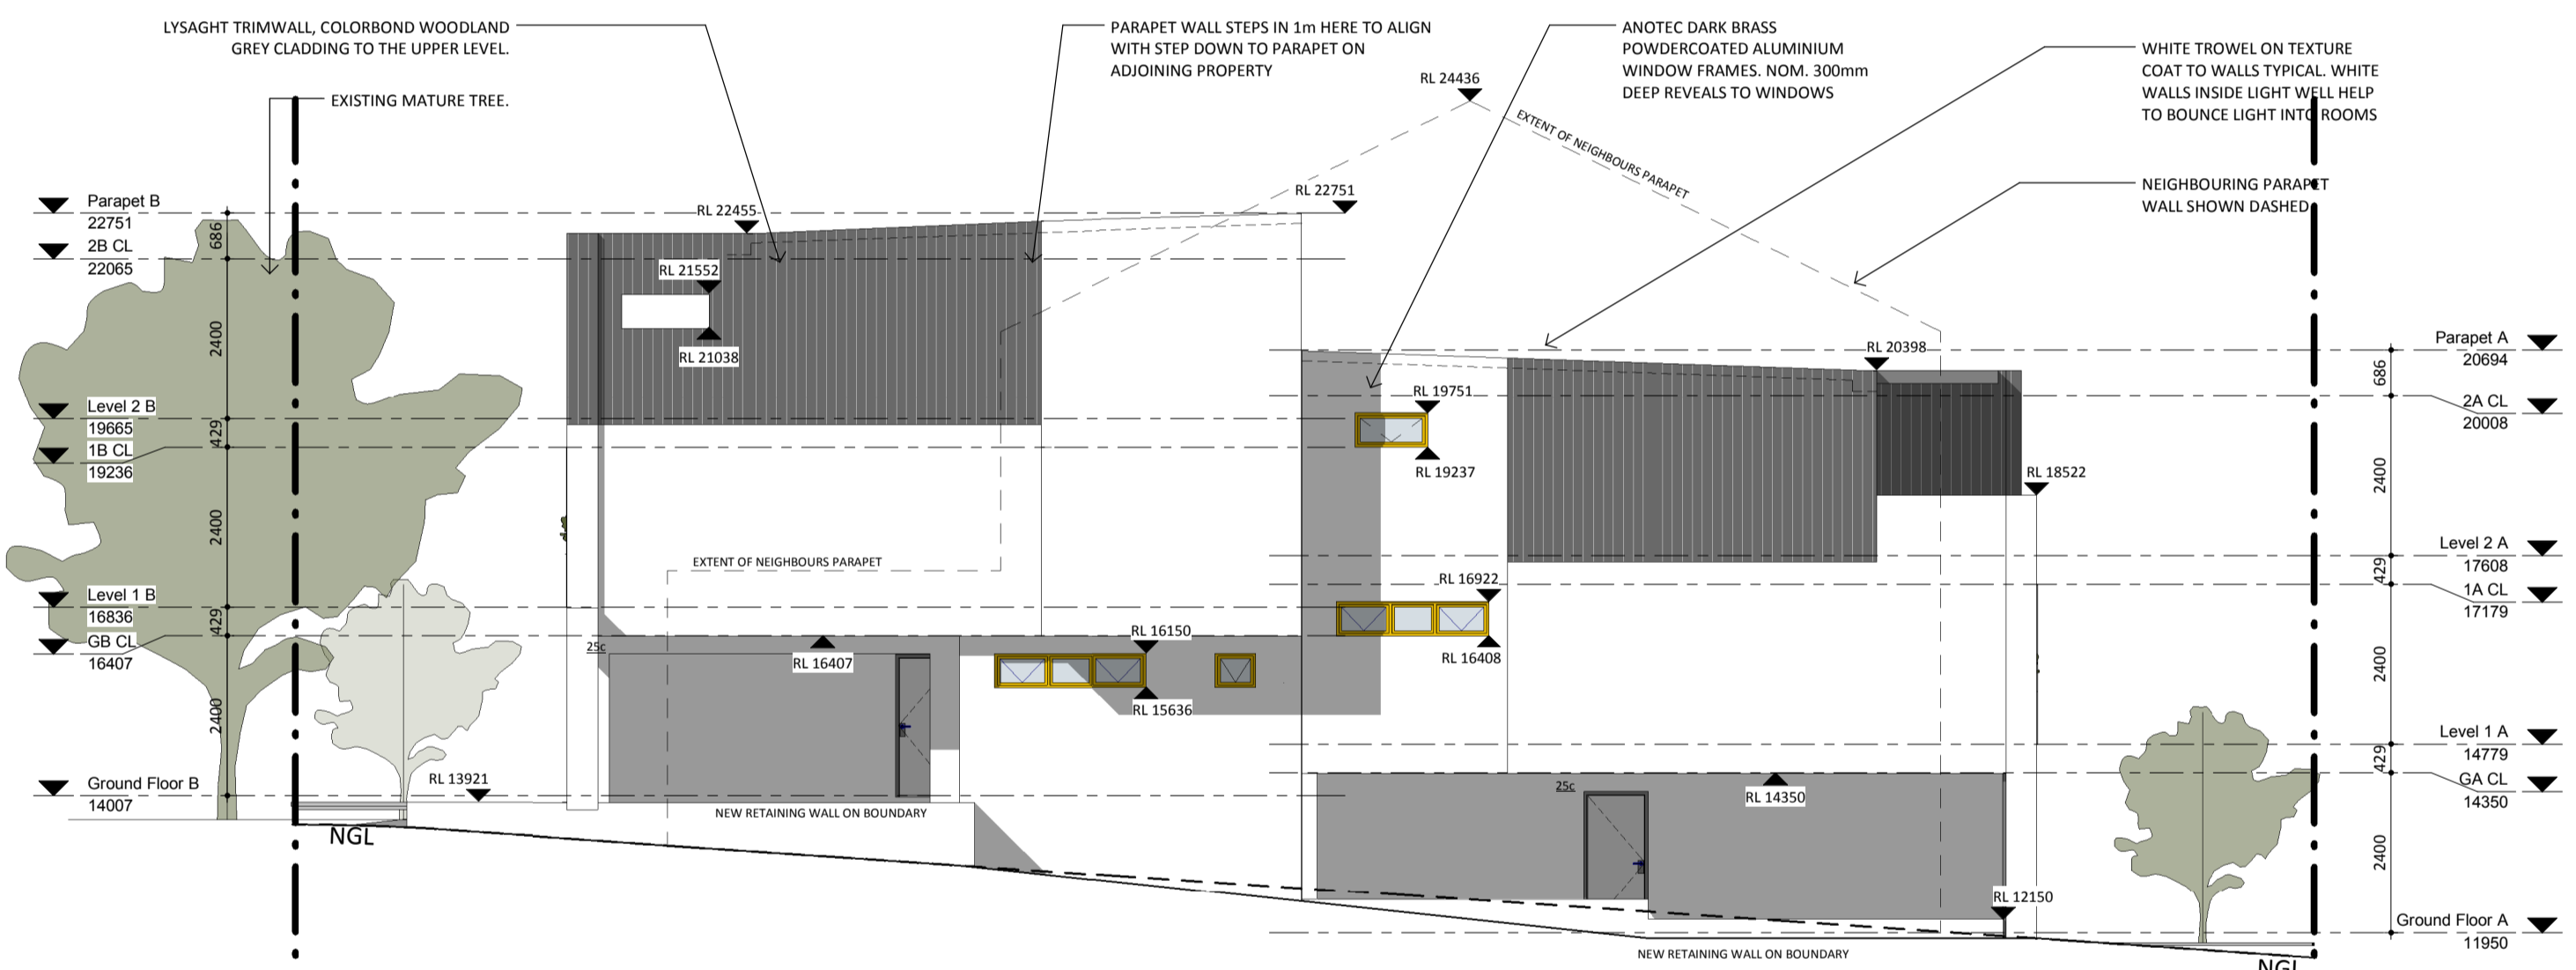 LYSAGHT TRIMWALL, COLORBOND WOODLAND
GREY CLADDING TO THE UPPER LEVEL.
EXISTING MATURE TREE.
PARAPET WALL STEPS IN 1m HERE TO ALIGN
WITH STEP DOWN TO PARAPET ON
ADJOINING PROPERTY
RL 24436
ANOTEC DARK BRASS
POWDERCOATED ALUMINIUM
WINDOW FRAMES. NOM. 300mm
DEEP REVEALS TO WINDOWS
WHITE TROWEL ON TEXTURE
COAT TO WALLS TYPICAL. WHITE
WALLS INSIDE LIGHT WELL HELP
TO BOUNCE LIGHT INTO ROOMS
EXTENT OF NEIGHBOURS PARAPET
NEIGHBOURING PARAPET
WALL SHOWN DASHED
Parapet B
22751
2B CL
22065
Level 2 B
19665
1B CL
19236
Level 1 B
16836
GB CL
16407
Ground Floor B
14007
686
2400
429
2400
429
2400
RL 22455
RL 22751
RL 21552
RL 21038
RL 20398
RL 19751
RL 19237
RL 18522
EXTENT OF NEIGHBOURS PARAPET
RL 16922
RL 16408
25c
RL 16407
RL 16150
RL 15636
RL 13921
NEW RETAINING WALL ON BOUNDARY
NGL
25c
RL 14350
RL 12150
NEW RETAINING WALL ON BOUNDARY
NGL
686
2400
429
2400
429
2400
Parapet A
20694
2A CL
20008
Level 2 A
17608
1A CL
17179
Level 1 A
14779
GA CL
14350
Ground Floor A
11950